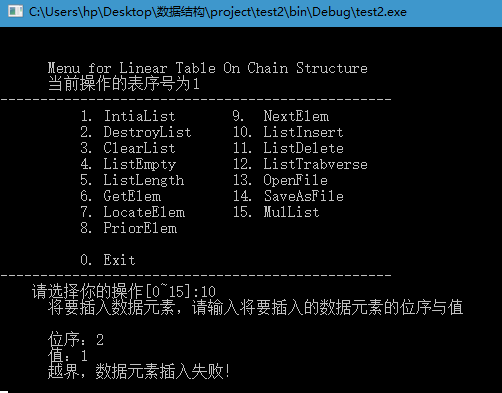 C:\Users\hp\Desktop\数据结构\project\test2\bin\Debug\test2.exe
Menu for Linear Table On Chain Structure
当前操作的表序号为1
-------------------------------------------------
1. IntiaList 9. NextElem
2. DestroyList 10. ListInsert
3. ClearList 11. ListDelete
4. ListEmpty 12. ListTrabverse
5. ListLength 13. OpenFile
6. GetElem 14. SaveAsFile
7. LocateElem 15. MulList
8. PriorElem
0. Exit
-------------------------------------------------
请选择你的操作[0~15]:10
将要插入数据元素，请输入将要插入的数据元素的位序与值
位序：2
值：1
越界，数据元素插入失败!